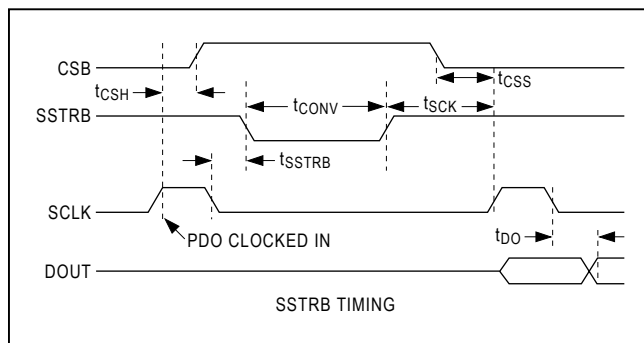 CSB
tCSS
tCSH
tCONV
tSCK
SSTRB
tSSTRB
SCLK
tDO
PDO CLOCKED IN
DOUT
SSTRB TIMING